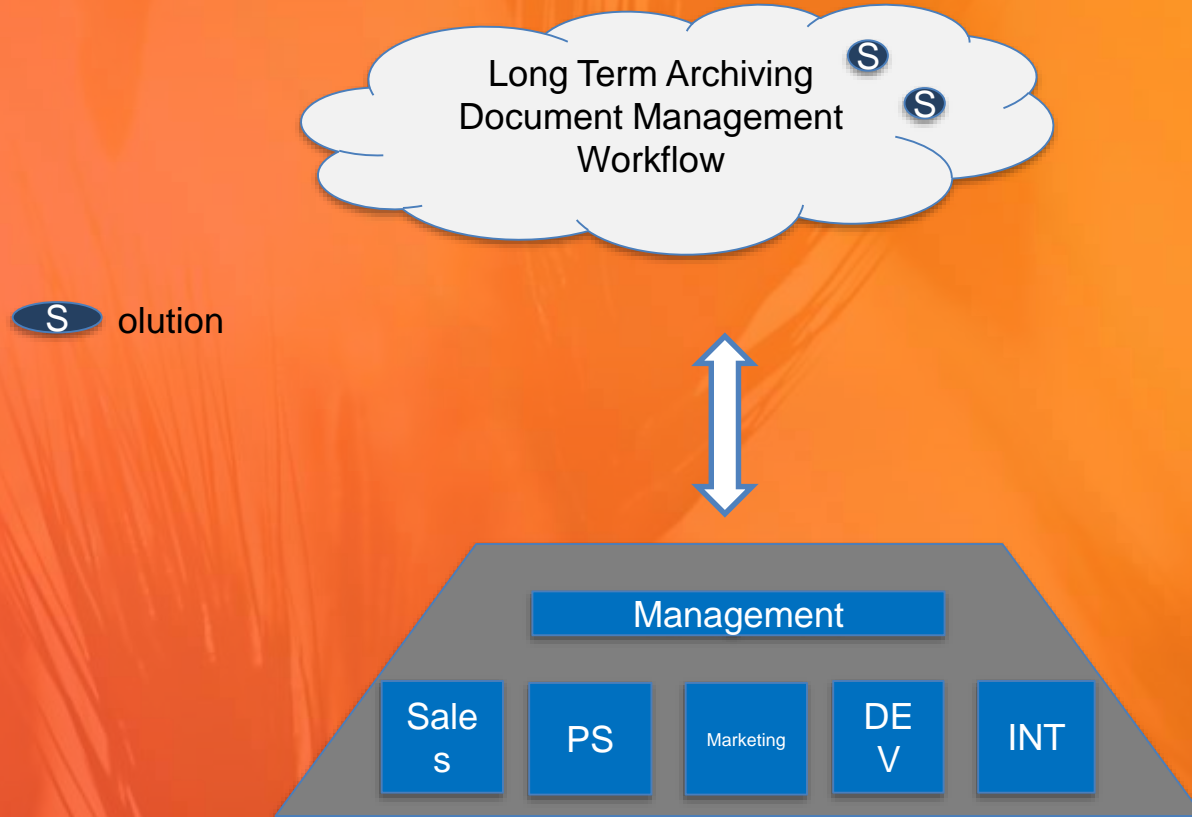 Long Term Archiving
S
Document Management
S
Workflow
S olution
Management
Sale
s
PS
Marketing
DE
V
INT